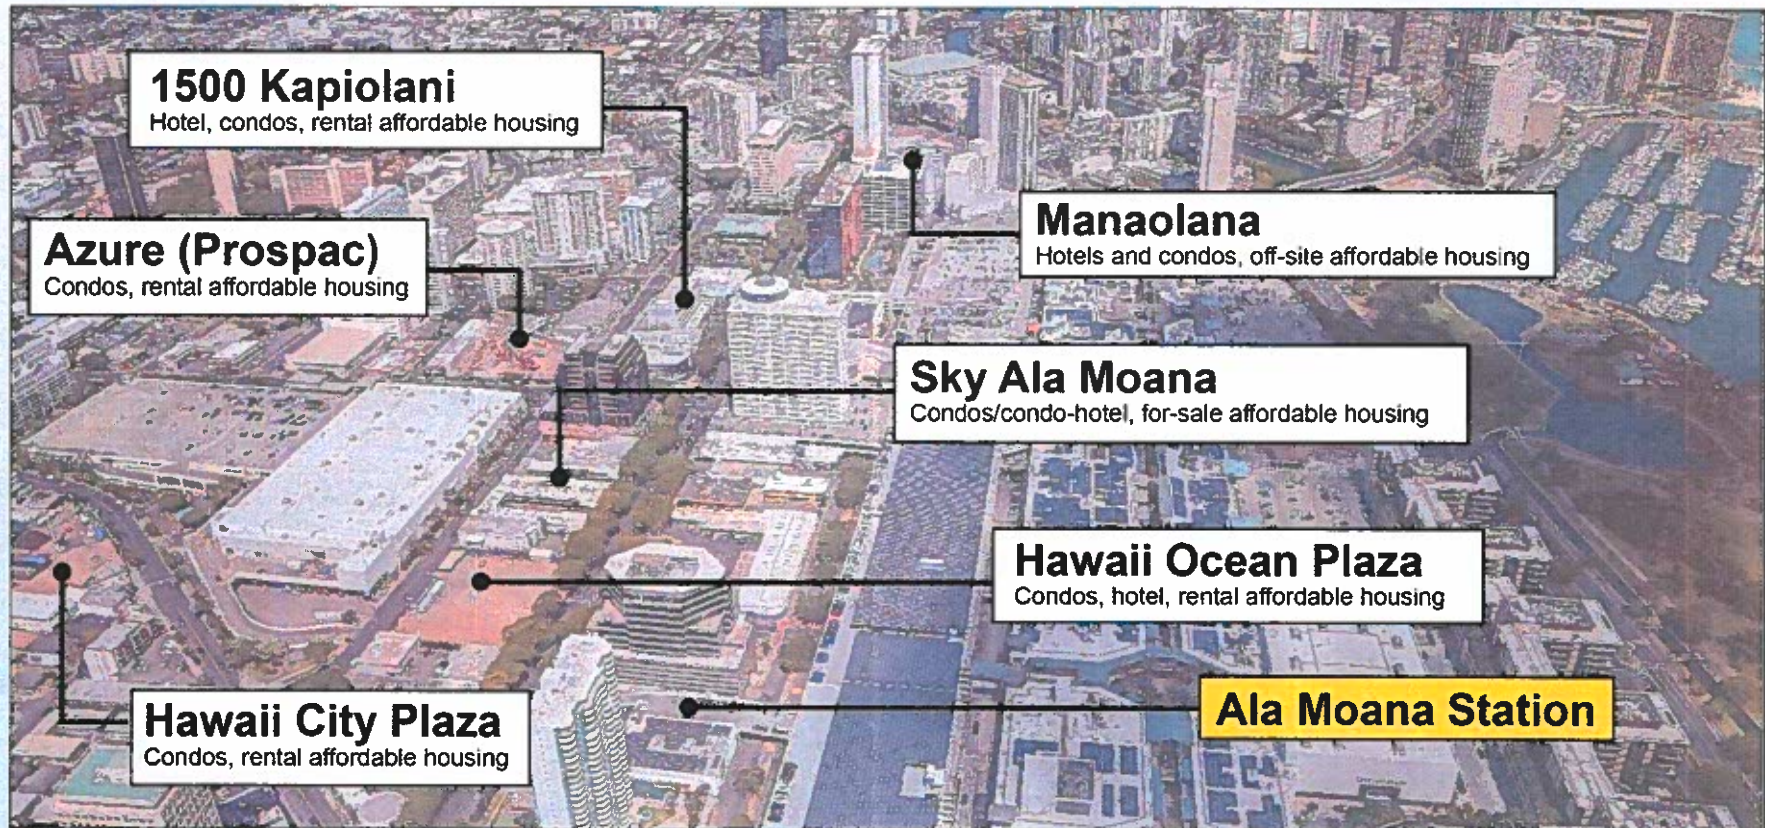 1500 Kapiolani
Hotel, condos, rental affordable housing
Azure (Prospac)
Condos, rental affordable housing
Manaolana
Hotels and condos, off-site affordable housing
Sky Ala Moana
Condos/condo-hotel, for-sale affordable housing
Hawaii Ocean Plaza
Condos, hotel, rental affordable housing
Hawaii City Plaza
Condos, rental affordable housing
Ala Moana Station